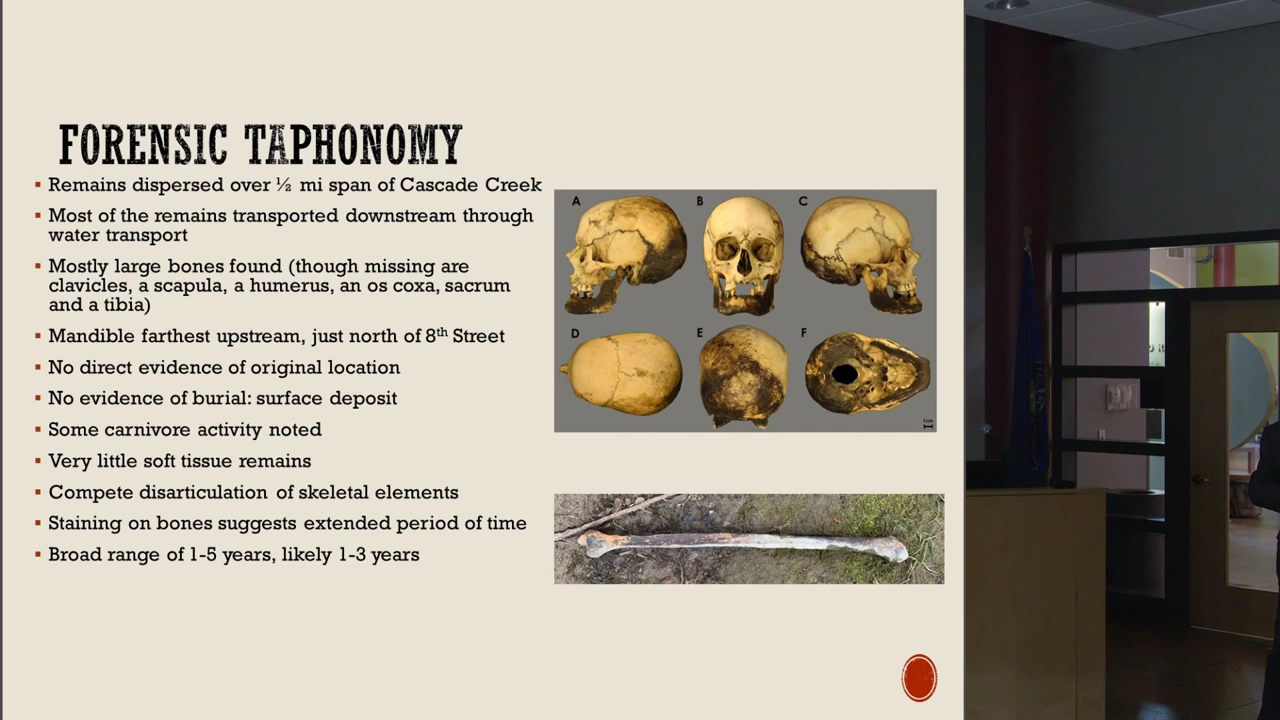 FORENSIC TAPHONOMY
▪ Remains dispersed over ½ mi span of Cascade Creek
▪ Most of the remains transported downstream through
water transport
▪ Mostly large bones found (though missing are
clavicles, a scapula, a humerus, an os coxa, sacrum
and a tibia)
▪ Mandible farthest upstream, just north of 8th Street
▪ No direct evidence of original location
▪ No evidence of burial: surface deposit
▪ Some carnivore activity noted
▪ Very little soft tissue remains
▪ Compete disarticulation of skeletal elements
▪ Staining on bones suggests extended period of time
▪ Broad range of 1-5 years, likely 1-3 years
A B C
D E F